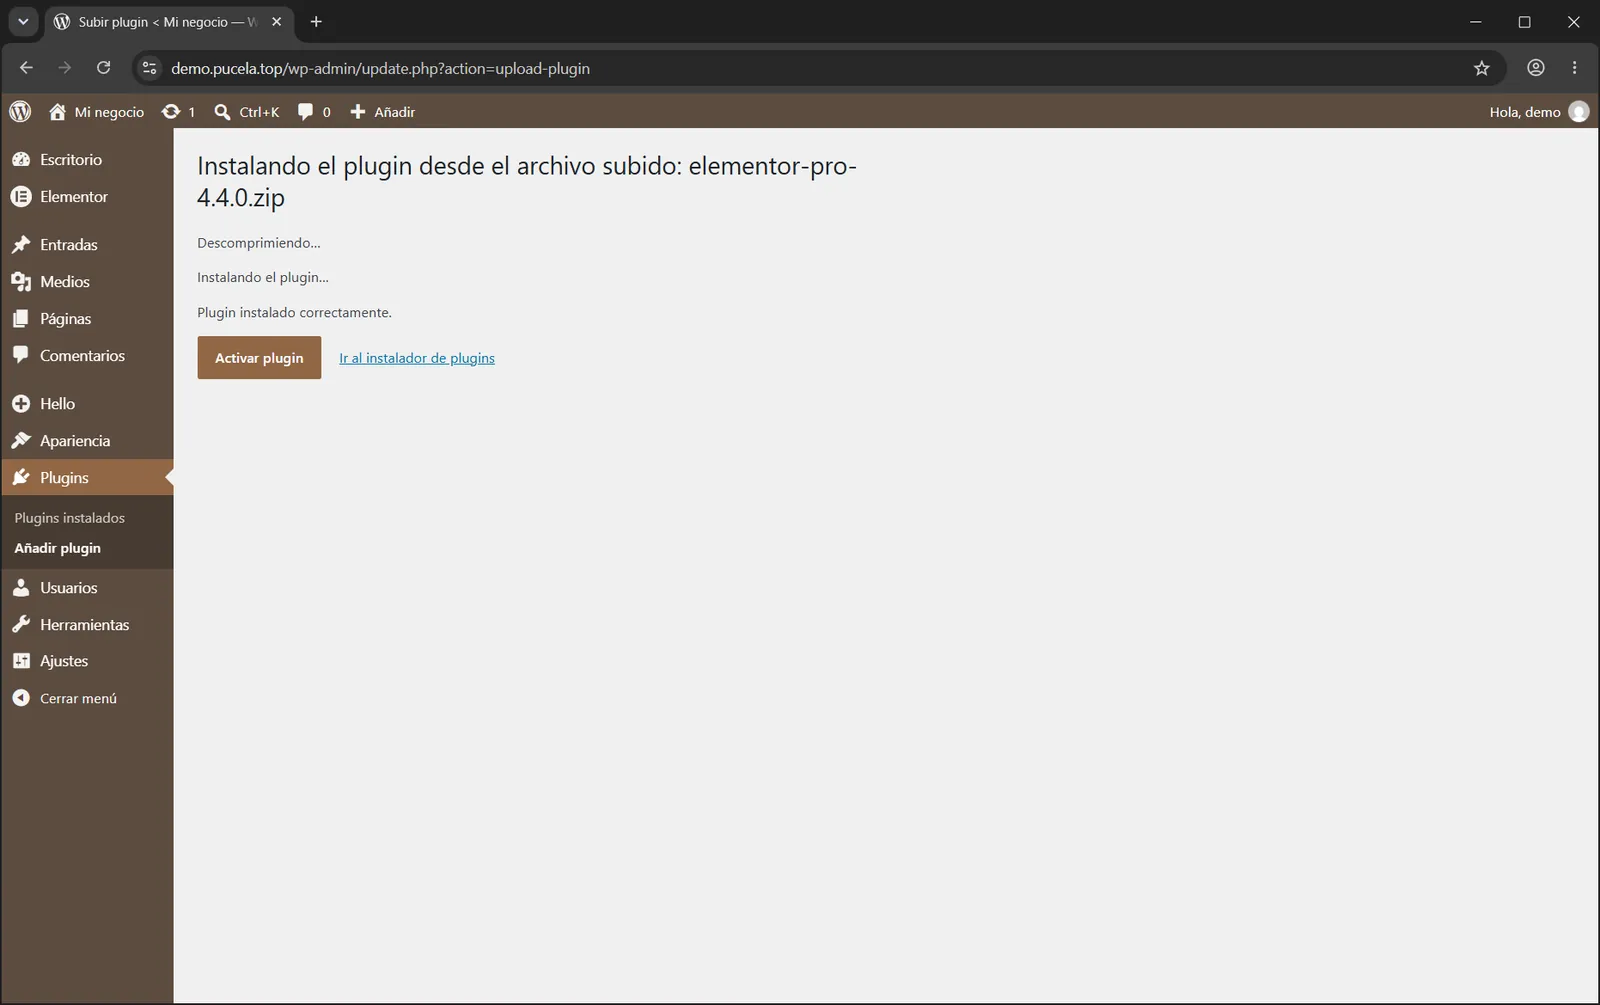 Subir plugin < Mi negocio — W
demo.pucela.top/wp-admin/update.php?action=upload-plugin
Mi negocio 1 Ctrl+K 0 Añadir Hola, demo
Escritorio
Elementor
Entradas
Medios
Páginas
Comentarios
Hello
Apariencia
Plugins
Plugins instalados
Añadir plugin
Usuarios
Herramientas
Ajustes
Cerrar menú
Instalando el plugin desde el archivo subido: elementor-pro-
4.4.0.zip
Descomprimiendo...
Instalando el plugin...
Plugin instalado correctamente.
Activar plugin Ir al instalador de plugins